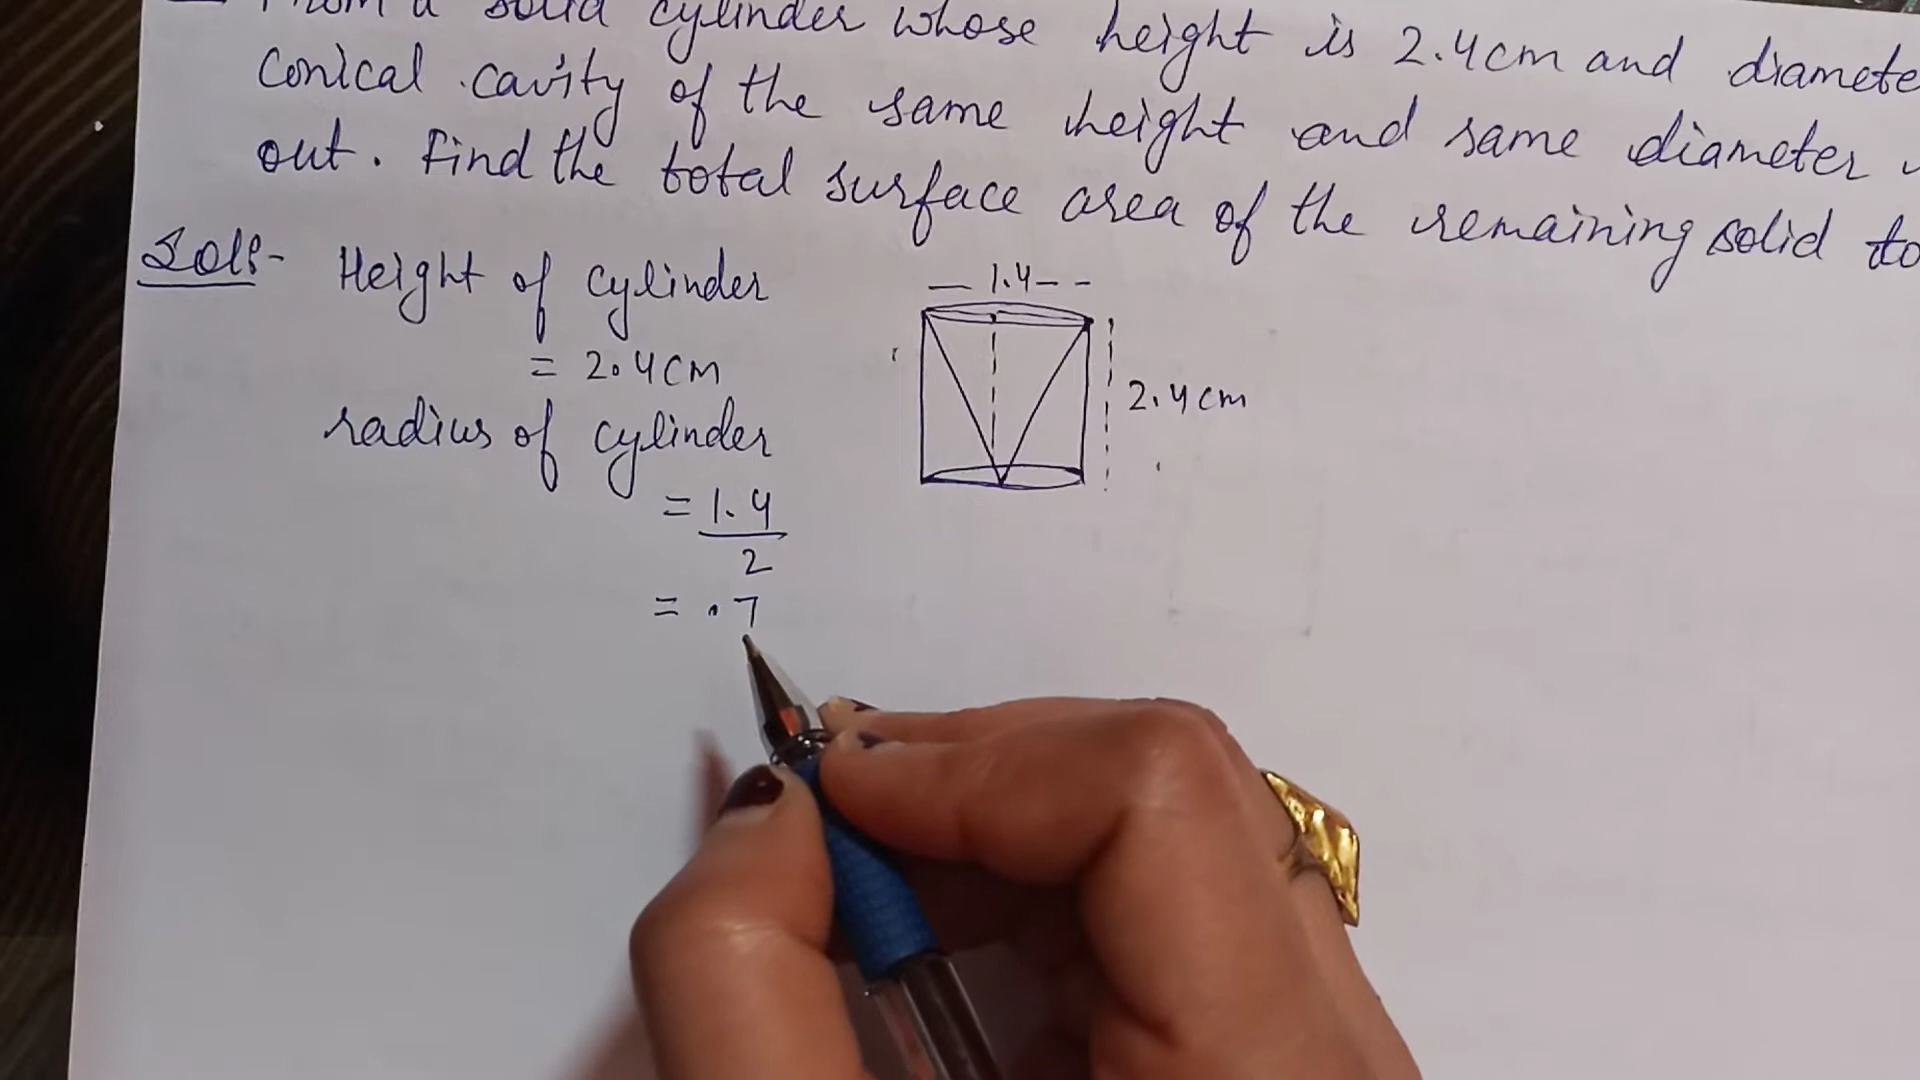 From a solid cylinder whose height is 2.4cm and diamete
Conical cavity of the same height and same diameter
out. Find the total surface area of the remaining solid to
Sol:-
Height of cylinder
= 2.4cm
radius of cylinder
= 1.4
2
= .7
1.4
2.4cm